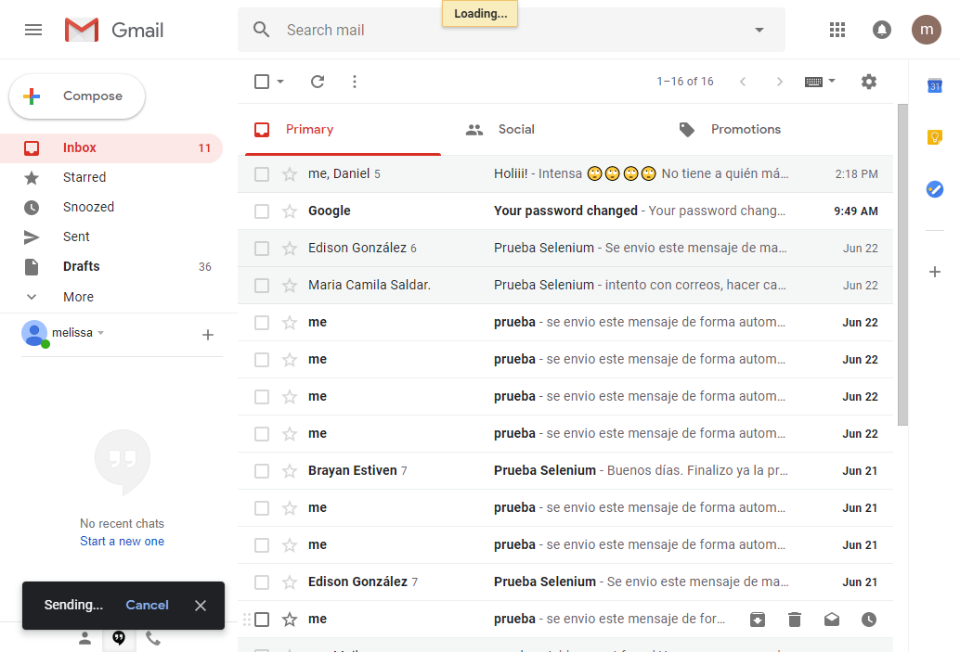 Loading...
Gmail
Search mail
m
Compose
1–16 of 16
31
Inbox 11
Starred
Snoozed
Sent
Drafts 36
More
melissa
No recent chats
Start a new one
Sending... Cancel
Primary Social Promotions
me, Daniel 5 Holiii! - Intensa 🙄🙄🙄🙄 No tiene a quién má… 2:18 PM
Google Your password changed - Your password chang… 9:49 AM
Edison González 6 Prueba Selenium - Se envio este mensaje de ma… Jun 22
Maria Camila Saldar. Prueba Selenium - intento con correos, hacer ca… Jun 22
me prueba - se envio este mensaje de forma autom… Jun 22
me prueba - se envio este mensaje de forma autom… Jun 22
me prueba - se envio este mensaje de forma autom… Jun 22
me prueba - se envio este mensaje de forma autom… Jun 22
Brayan Estiven 7 Prueba Selenium - Buenos días. Finalizo ya la pr… Jun 21
me prueba - se envio este mensaje de forma autom… Jun 21
me prueba - se envio este mensaje de forma autom… Jun 21
Edison González 7 Prueba Selenium - Se envio este mensaje de ma… Jun 21
me prueba - se envio este mensaje de for…